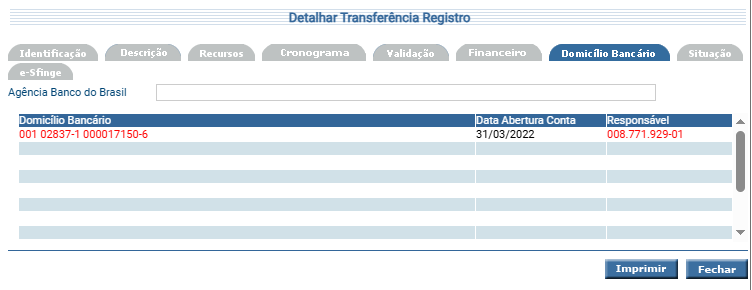 Detalhar Transferência Registro
Identificação Descrição Recursos Cronograma Validação Financeiro Domicílio Bancário Situação
e-Sfinge
Agência Banco do Brasil
Domicílio Bancário Data Abertura Conta Responsável
001 02837-1 000017150-6 31/03/2022 008.771.929-01
Imprimir Fechar